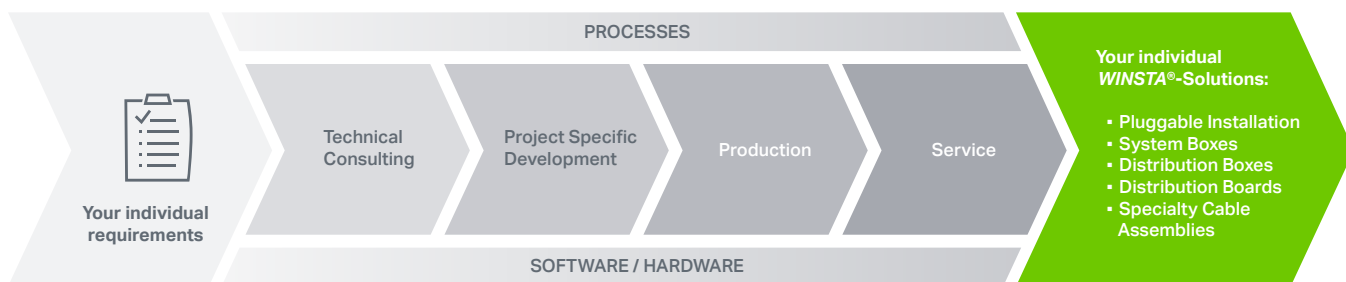 PROCESSES
Your individual
requirements
Technical
Consulting
Project Specific
Development
Production
Service
SOFTWARE / HARDWARE
Your individual
WINSTA®-Solutions:
▪ Pluggable Installation
▪ System Boxes
▪ Distribution Boxes
▪ Distribution Boards
▪ Specialty Cable
Assemblies